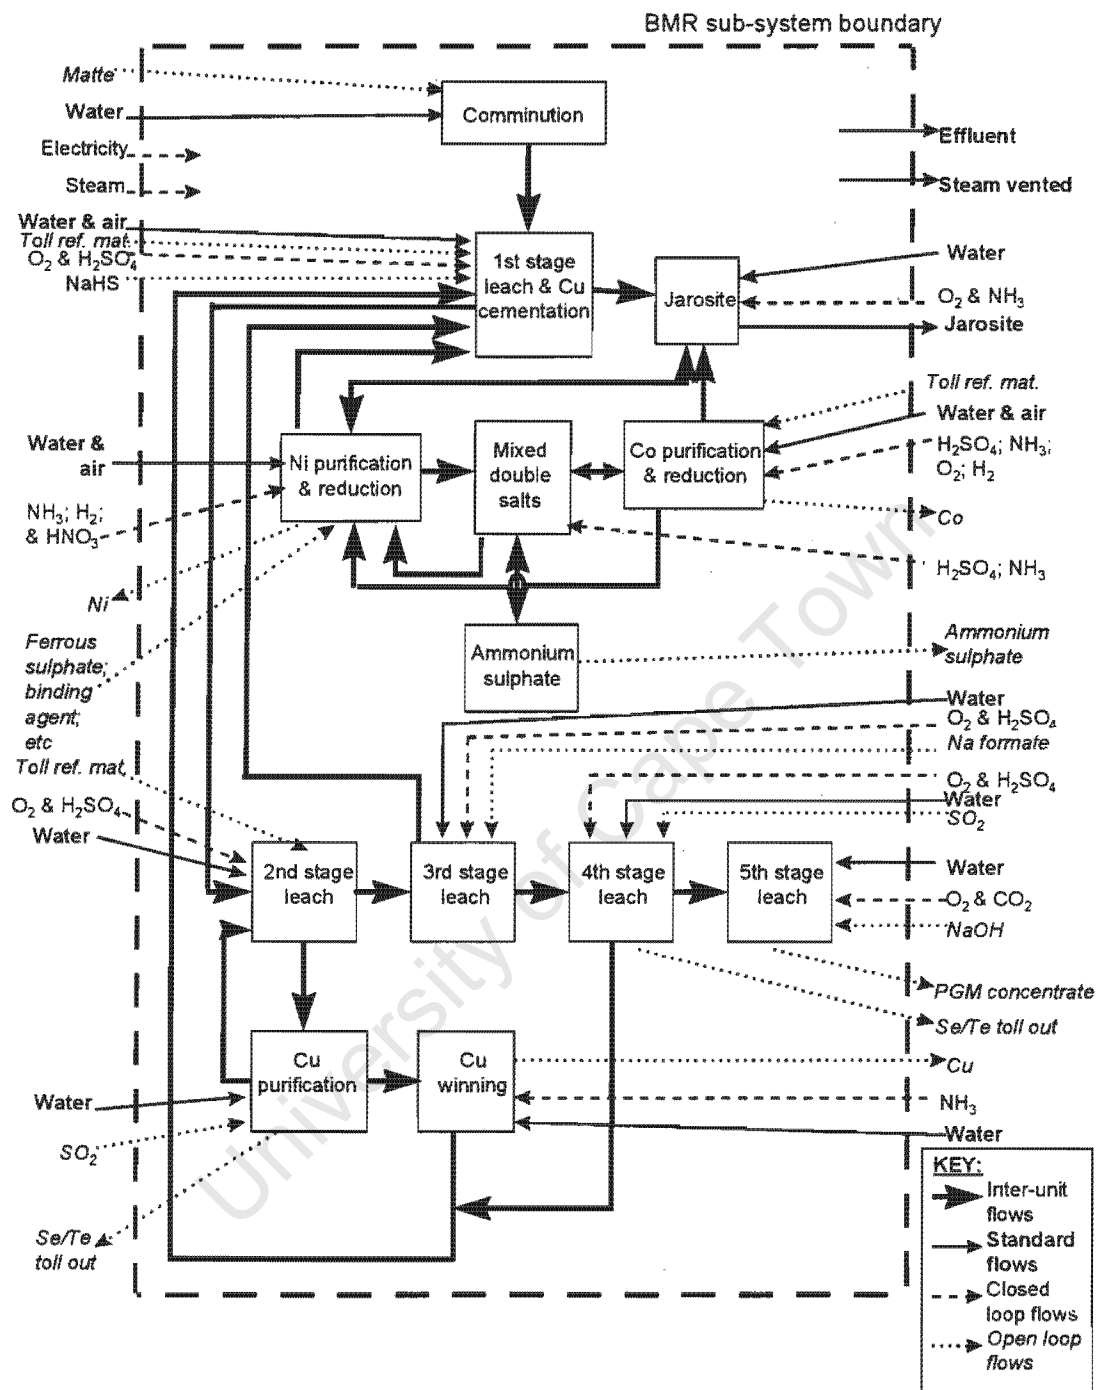 BMR sub-system boundary
Matte
Water
Electricity
Steam
Comminution
Effluent
Steam vented
Water & air
Toll ref. mat.
O₂ & H₂SO₄
NaHS
1st stage
leach & Cu
cementation
Jarosite
Water
O₂ & NH₃
Jarosite
Toll ref. mat.
Water & air
H₂SO₄; NH₃;
O₂; H₂
Co
H₂SO₄; NH₃
Water &
air
NH₃; H₂;
& HNO₃
Ni purification
& reduction
Mixed
double
salts
Co purification
& reduction
Ni
Ferrous
sulphate;
binding
agent;
etc
Toll ref. mat.
O₂ & H₂SO₄
Water
Ammonium
sulphate
Ammonium
sulphate
Water
O₂ & H₂SO₄
Na formate
O₂ & H₂SO₄
Water
SO₂
2nd stage
leach
3rd stage
leach
4th stage
leach
5th stage
leach
Water
O₂ & CO₂
NaOH
PGM concentrate
Se/Te toll out
Cu
purification
Cu
winning
Cu
NH₃
Water
Water
SO₂
Se/Te
toll out
KEY:
Inter-unit
flows
Standard
flows
Closed
loop flows
Open loop
flows
University of Cape Town